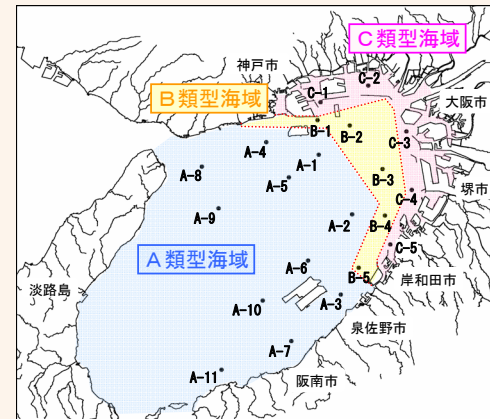 C類型海域
神戸市
C-2
B類型海域
C-1
大阪市
B-1
B-2
C-3
A-4
A-1
A-8
A-5
B-3
堺市
C-4
A-9
A-2
B-4
C-5
A類型海域
A-6
B-5
岸和田市
淡路島
A-10
A-3
泉佐野市
A-7
A-11
阪南市